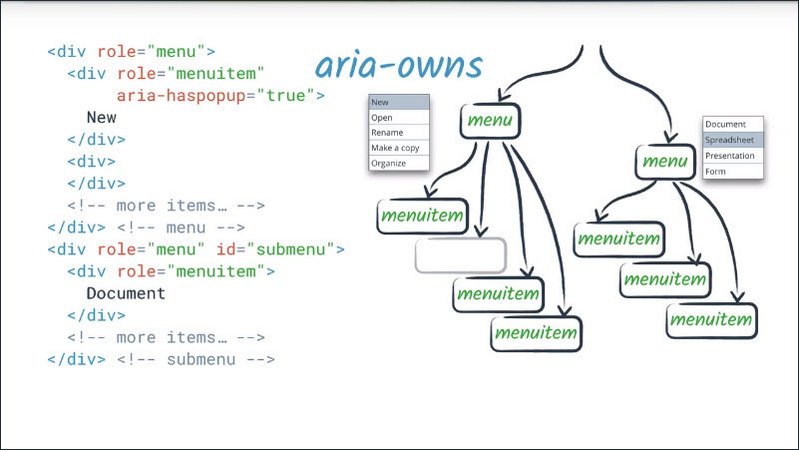 <div role="menu">
<div role="menuitem"
aria-haspopup="true">
New
</div>
<div>
</div>
<!-- more items… -->
</div> <!-- menu -->
<div role="menu" id="submenu">
<div role="menuitem">
Document
</div>
<!-- more items… -->
</div> <!-- submenu -->
aria-owns
New
Open
Rename
Make a copy
Organize
menu
menuitem
menuitem
menuitem
Document
Spreadsheet
Presentation
Form
menu
menuitem
menuitem
menuitem